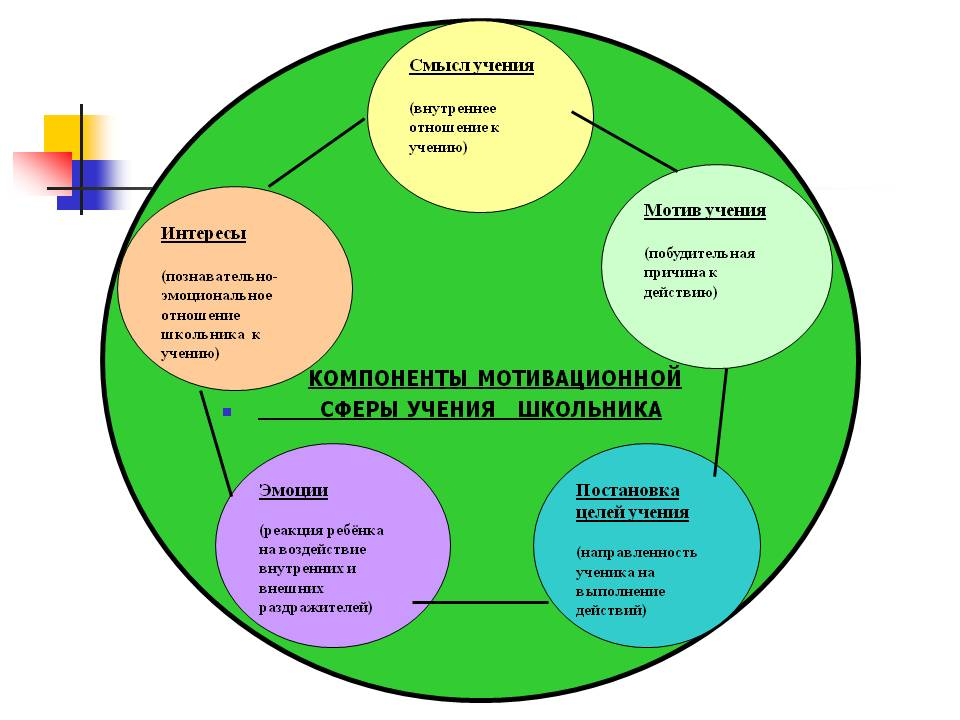 Смысл учения
(внутреннее
отношение к
учению)
Мотив учения
(побудительная
причина к
действию)
Интересы
(познавательно-
эмоциональное
отношение
школьника к
учению)
КОМПОНЕНТЫ МОТИВАЦИОННОЙ
СФЕРЫ УЧЕНИЯ ШКОЛЬНИКА
Эмоции
(реакция ребёнка
на воздействие
внутренних и
внешних
раздражителей)
Постановка
целей учения
(направленность
ученика на
выполнение
действий)